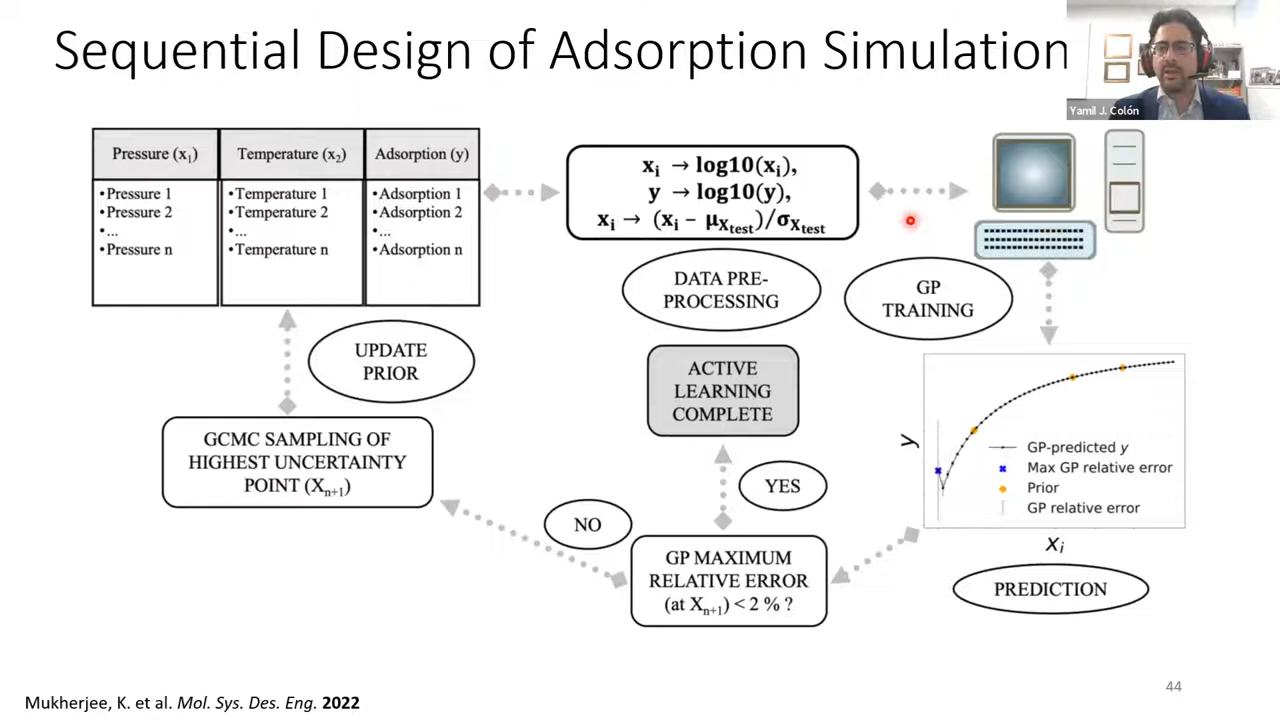 Sequential Design of Adsorption Simulation
Yamil J. Colón
Pressure (x₁) Temperature (x₂) Adsorption (y)
•Pressure 1 •Temperature 1 •Adsorption 1
•Pressure 2 •Temperature 2 •Adsorption 2
•... •... •...
•Pressure n •Temperature n •Adsorption n
xᵢ → log10(xᵢ),
y → log10(y),
xᵢ → (xᵢ − μ_X_test)/σ_X_test
DATA PRE-
PROCESSING
GP
TRAINING
UPDATE
PRIOR
ACTIVE
LEARNING
COMPLETE
y
GP-predicted y
Max GP relative error
Prior
GP relative error
xᵢ
PREDICTION
GCMC SAMPLING OF
HIGHEST UNCERTAINTY
POINT (Xₙ₊₁)
YES
NO
GP MAXIMUM
RELATIVE ERROR
(at Xₙ₊₁) < 2 % ?
44
Mukherjee, K. et al. Mol. Sys. Des. Eng. 2022